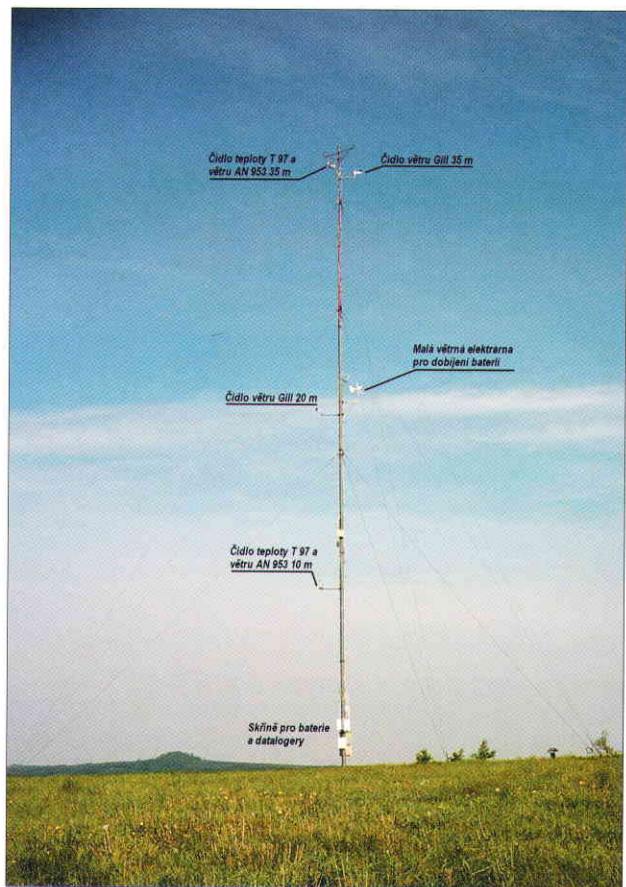 Čidlo teploty T 97 a
větru AN 953 35 m
Čidlo větru Gill 35 m
Malá větrná elektrárna
pro dobíjení baterií
Čidlo větru Gill 20 m
Čidlo teploty T 97 a
větru AN 953 10 m
Skříně pro baterie
a datalogery